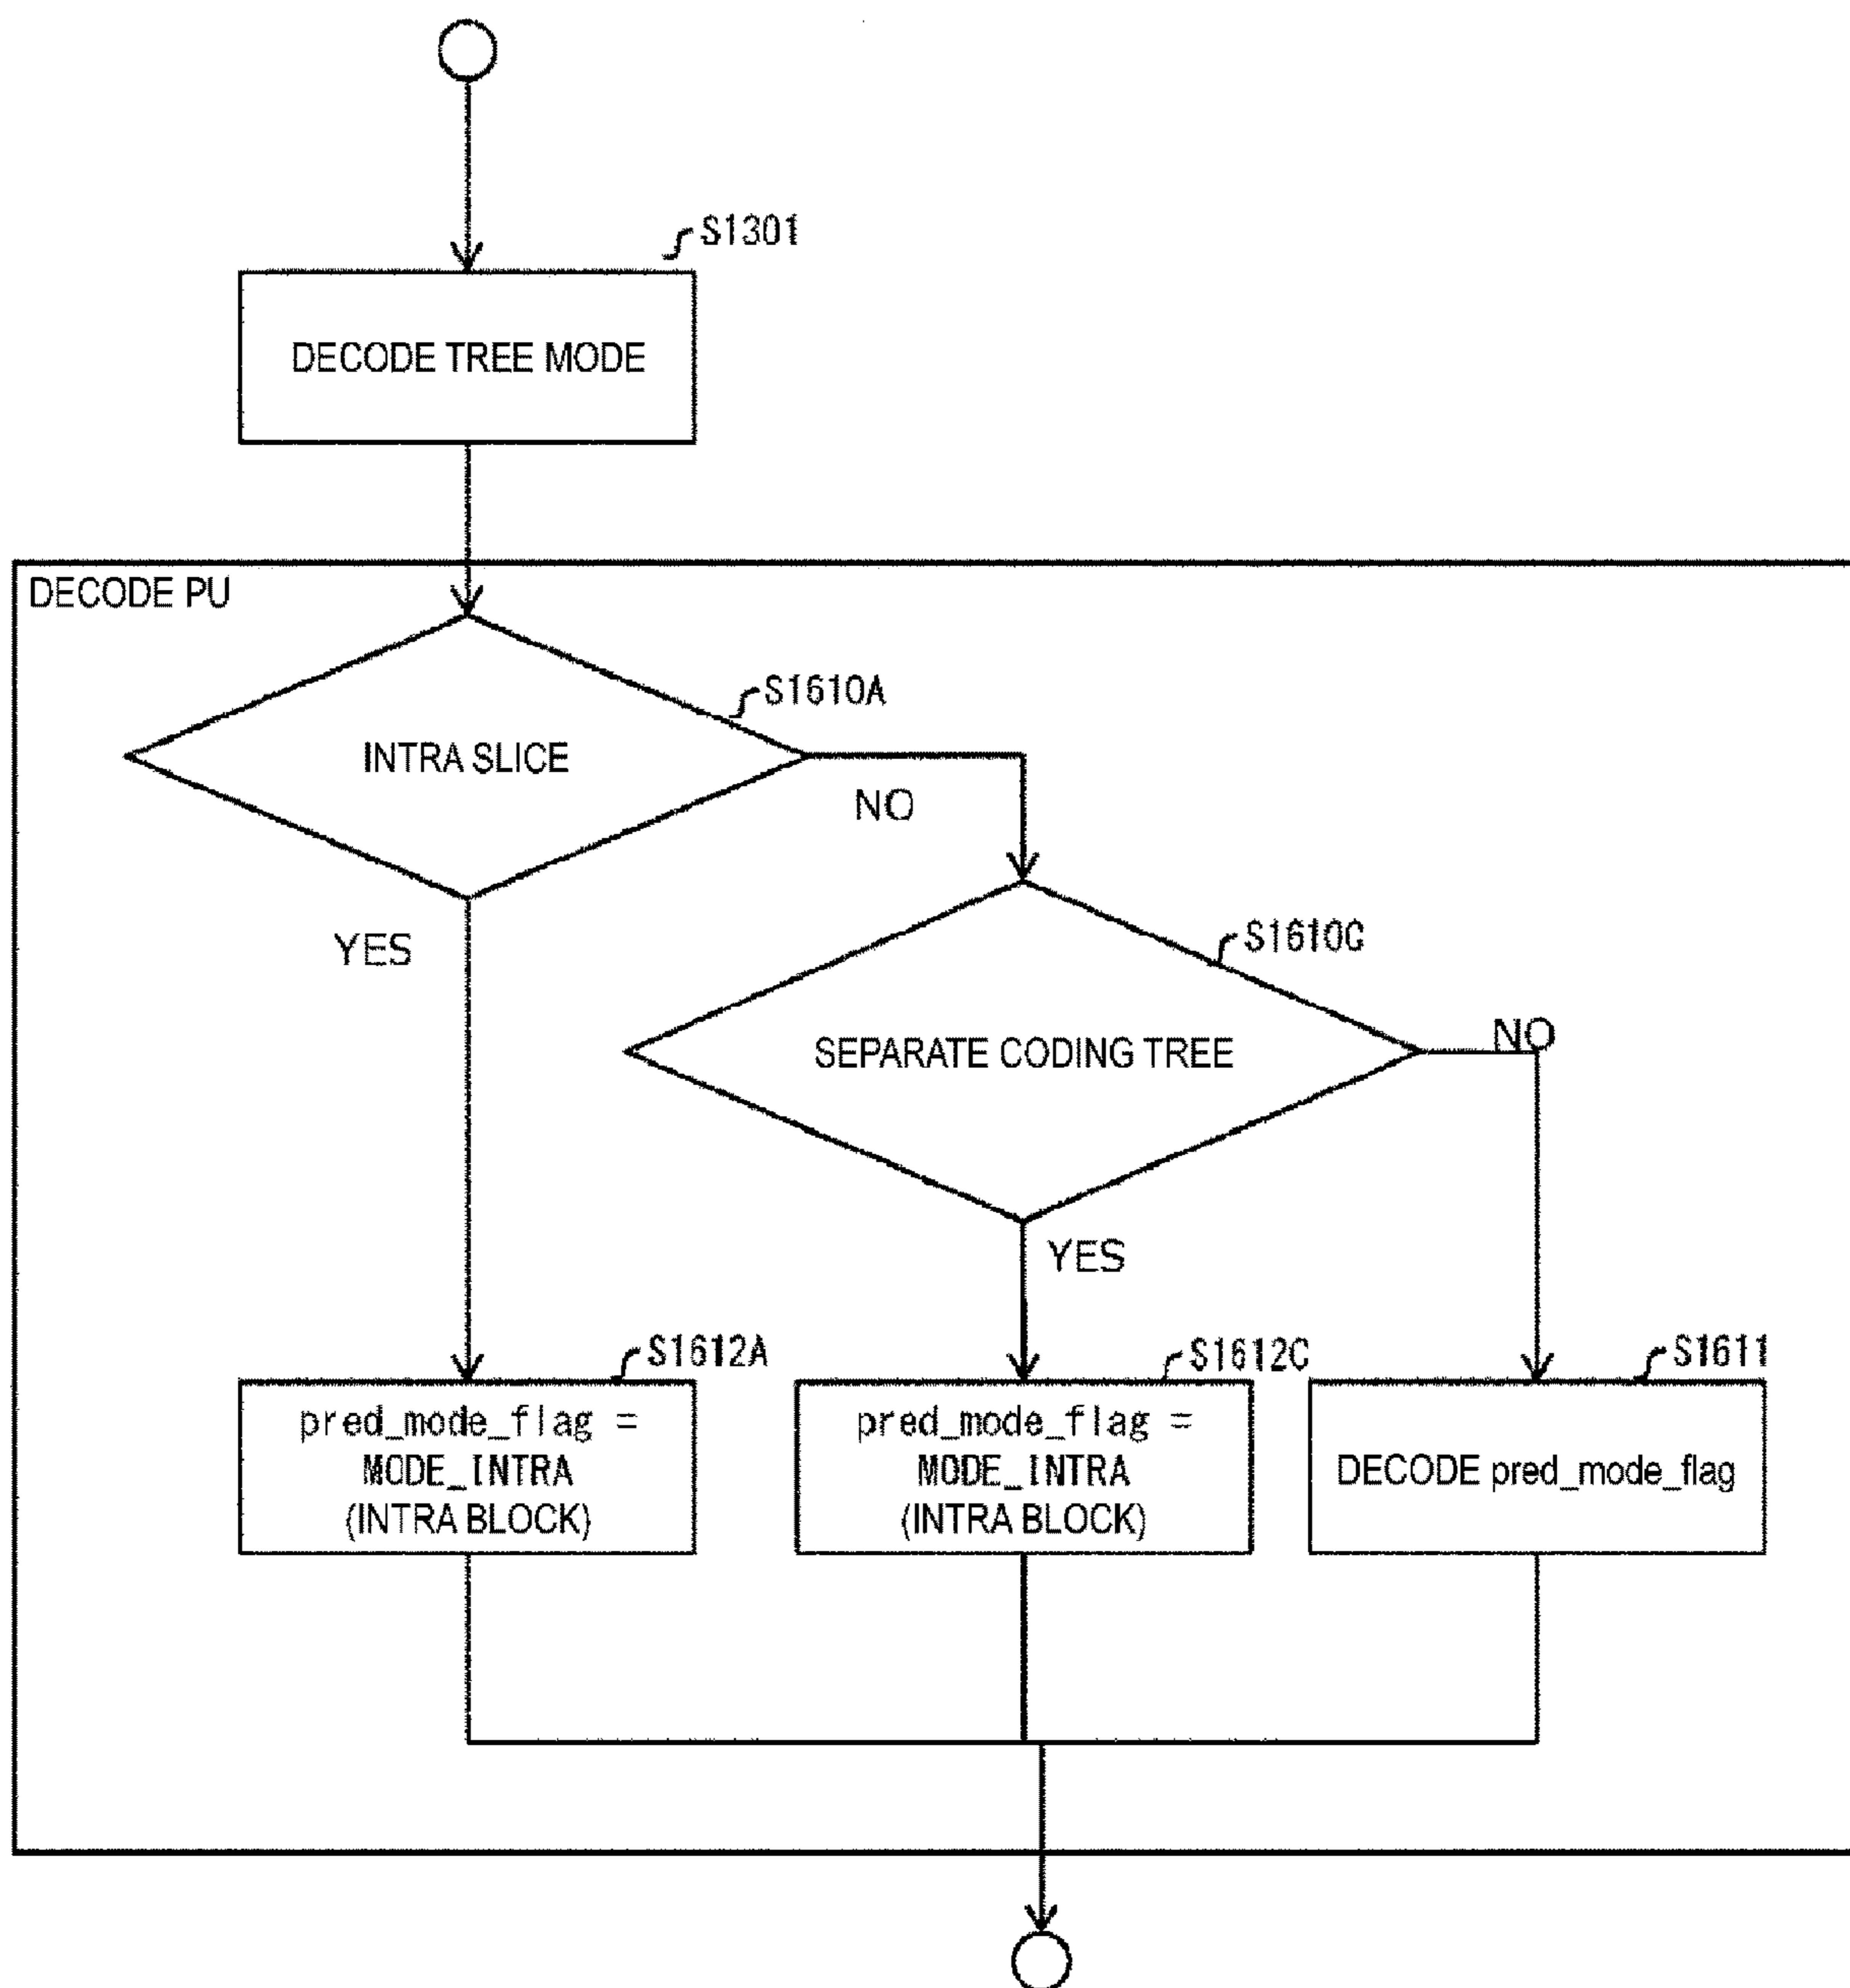 S1301
DECODE TREE MODE
DECODE PU
S1610A
INTRA SLICE
NO
S1610C
YES
NO
SEPARATE CODING TREE
YES
S1612A
S1612C
S1611
pred_mode_flag =
MODE_INTRA
(INTRA BLOCK)
pred_mode_flag =
MODE_INTRA
(INTRA BLOCK)
DECODE pred_mode_flag